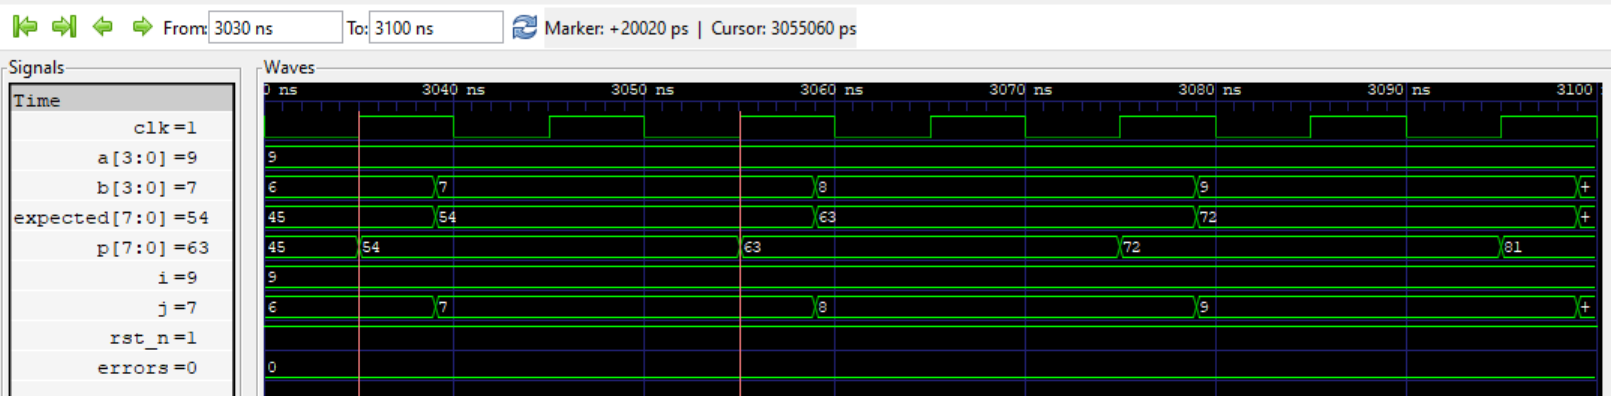 From: 3030 ns To: 3100 ns Marker: +20020 ps | Cursor: 3055060 ps
Signals Waves
Time 0 ns 3040 ns 3050 ns 3060 ns 3070 ns 3080 ns 3090 ns 3100
clk=1
a[3:0] =9 9
b[3:0] =7 6 7 8 9 +
expected[7:0] =54 45 54 63 72 +
p[7:0] =63 45 54 63 72 81
i =9 9
j =7 6 7 8 9 +
rst_n=1
errors=0 0